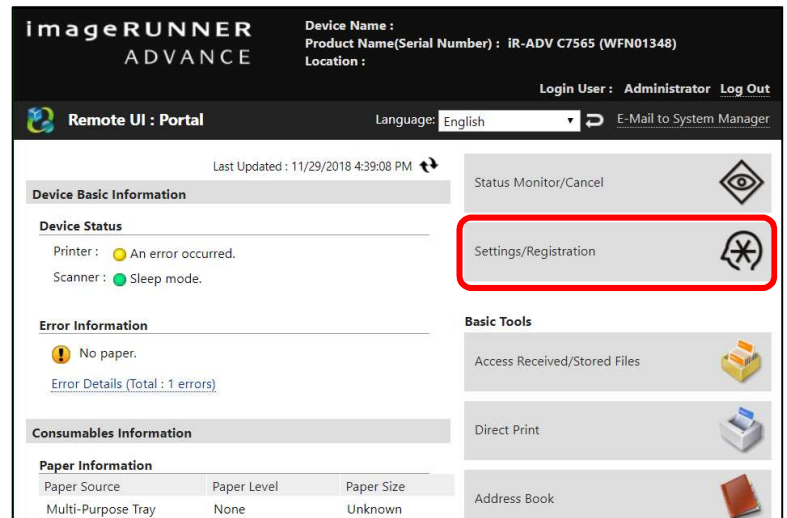 imageRUNNER
ADVANCE
Device Name :
Product Name(Serial Number) : iR-ADV C7565 (WFN01348)
Location :
Login User : Administrator Log Out
Remote UI : Portal
Language: English
E-Mail to System Manager
Last Updated : 11/29/2018 4:39:08 PM
Device Basic Information
Device Status
Printer : An error occurred.
Scanner : Sleep mode.
Error Information
No paper.
Error Details (Total : 1 errors)
Consumables Information
Paper Information
Paper Source Paper Level Paper Size
Multi-Purpose Tray None Unknown
Status Monitor/Cancel
Settings/Registration
Basic Tools
Access Received/Stored Files
Direct Print
Address Book